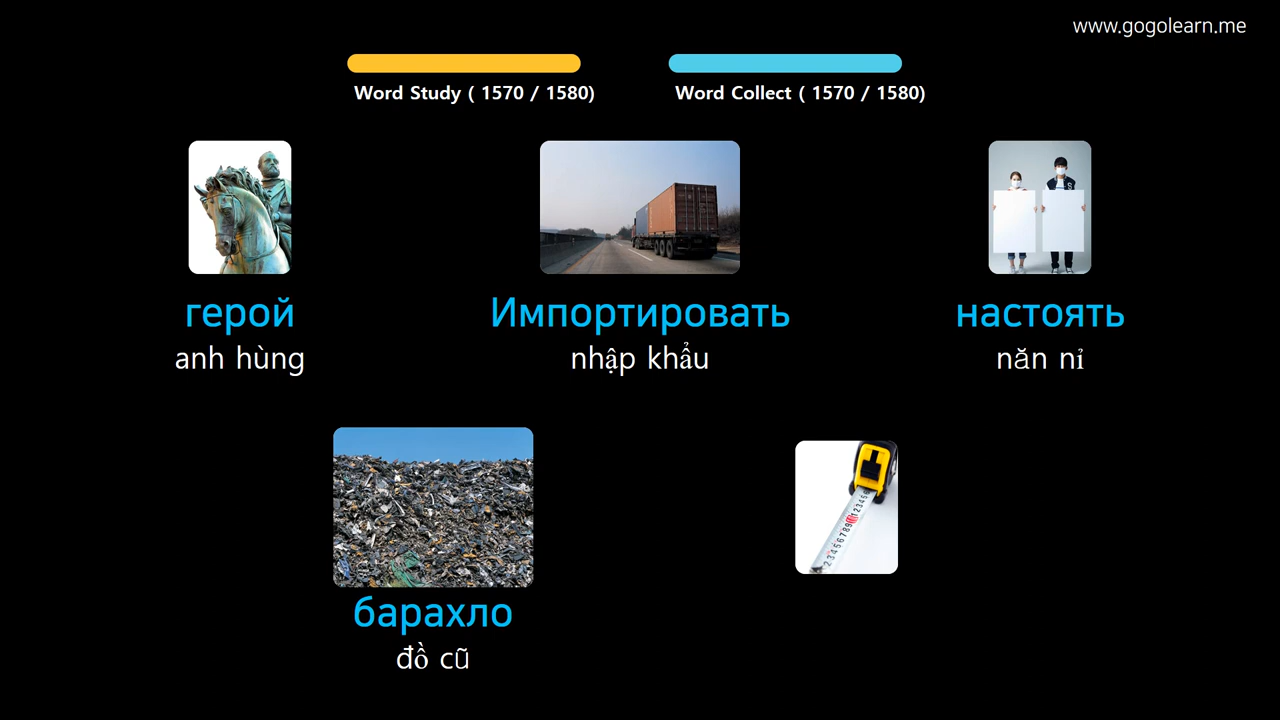 www.gogolearn.me
Word Study ( 1570 / 1580)
Word Collect ( 1570 / 1580)
герой
anh hùng
Импортировать
nhập khẩu
настоять
năn nỉ
барахло
đồ cũ